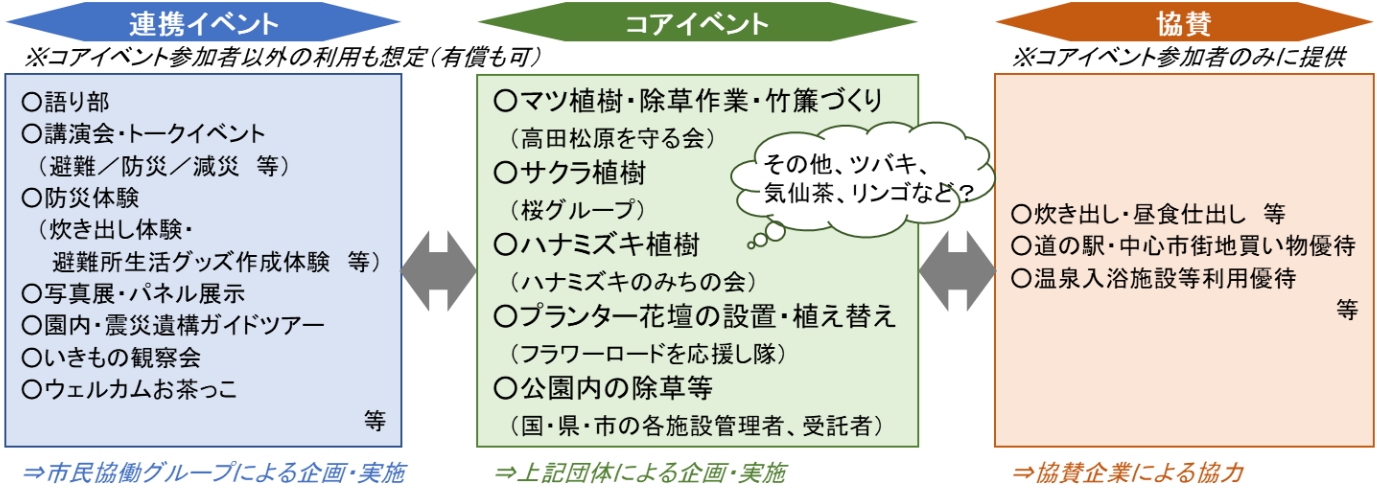 連携イベント
※コアイベント参加者以外の利用も想定(有償も可)
〇語り部
〇講演会・トークイベント
(避難/防災/減災 等)
〇防災体験
(炊き出し体験・
避難所生活グッズ作成体験 等)
〇写真展・パネル展示
〇園内・震災遺構ガイドツアー
〇いきもの観察会
〇ウェルカムお茶っこ
等
⇒市民協働グループによる企画・実施
コアイベント
〇マツ植樹・除草作業・竹簾づくり
(高田松原を守る会)
〇サクラ植樹
(桜グループ)
〇ハナミズキ植樹
(ハナミズキのみちの会)
〇プランター花壇の設置・植え替え
(フラワーロードを応援し隊)
〇公園内の除草等
(国・県・市の各施設管理者、受託者)
その他、ツバキ、
気仙茶、リンゴなど?
⇒上記団体による企画・実施
協賛
※コアイベント参加者のみに提供
〇炊き出し・昼食仕出し 等
〇道の駅・中心市街地買い物優待
〇温泉入浴施設等利用優待
等
⇒協賛企業による協力